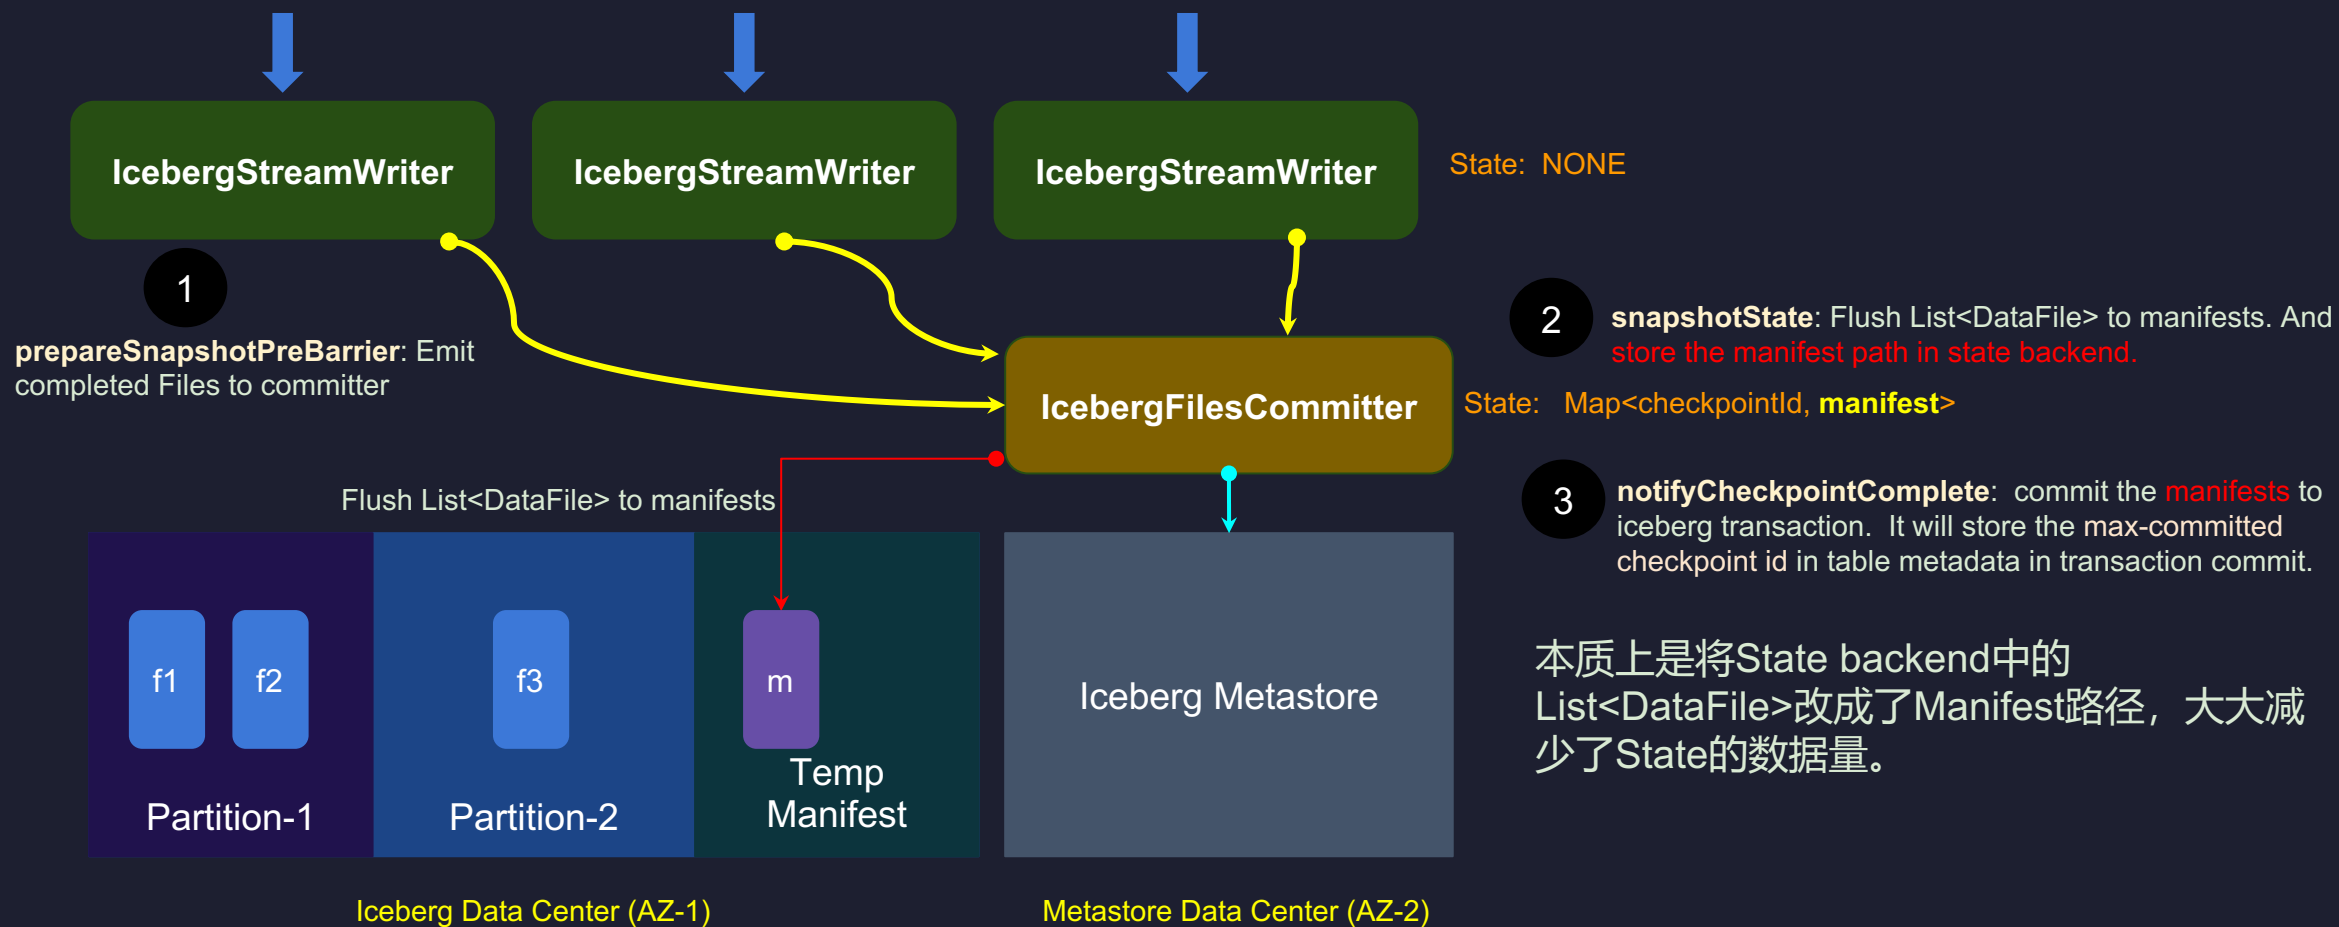 IcebergStreamWriter
IcebergStreamWriter
IcebergStreamWriter
State: NONE
1
prepareSnapshotPreBarrier: Emit
completed Files to committer
2
snapshotState: Flush List<DataFile> to manifests. And
store the manifest path in state backend.
IcebergFilesCommitter
State: Map<checkpointId, manifest>
3
notifyCheckpointComplete: commit the manifests to
iceberg transaction. It will store the max-committed
checkpoint id in table metadata in transaction commit.
Flush List<DataFile> to manifests
f1
f2
f3
m
Partition-1
Partition-2
Temp
Manifest
Iceberg Metastore
本质上是将State backend中的
List<DataFile>改成了Manifest路径，大大减
少了State的数据量。
Iceberg Data Center (AZ-1)
Metastore Data Center (AZ-2)